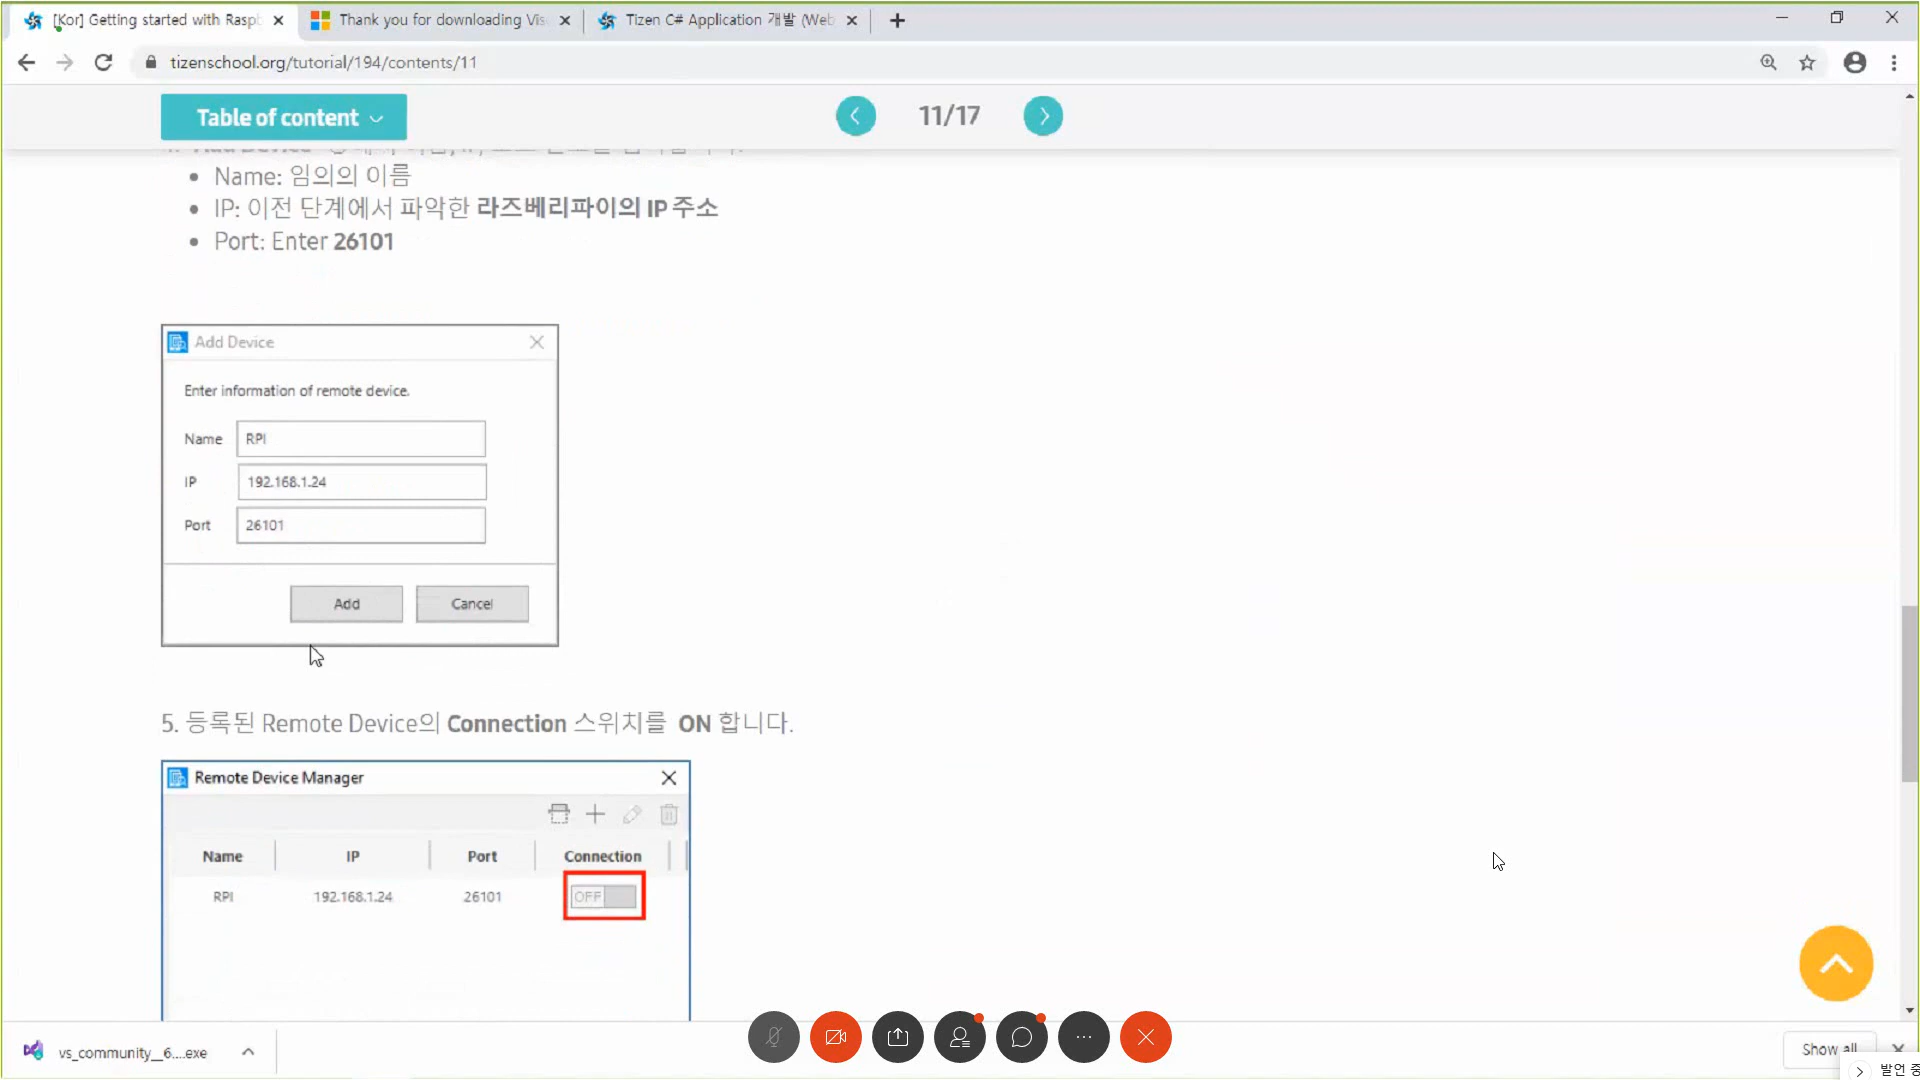 [Kor] Getting started with Rasp
Thank you for downloading Vis
Tizen C# Application 개발 (Web
tizenschool.org/tutorial/194/contents/11
Table of content
11/17
Name: 임의의 이름
IP: 이전 단계에서 파악한 라즈베리파이의 IP 주소
Port: Enter 26101
Add Device
Enter information of remote device.
Name RPI
IP 192.168.1.24
Port 26101
Add Cancel
5. 등록된 Remote Device의 Connection 스위치를 ON 합니다.
Remote Device Manager
Name IP Port Connection
RPI 192.168.1.24 26101 OFF
vs_community__6....exe
Show all
발언 중